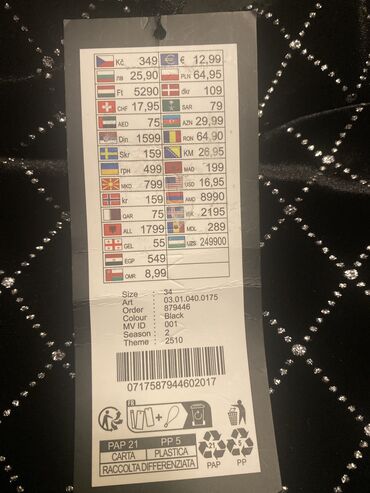 Kč 349 € 12,99
лв 25,90 PLN 64,95
Ft 5290 dkr 109
CHF 17,95 SAR 79
AED 75 AZN 29,99
Din 1599 RON 64,90
Skr 159 KM 26,95
грн 499 MAD 199
MKD 799 USD 16,95
kr 159 AMD 8990
QAR 75 ISK 2195
ALL 1799 MDL 289
GEL 55 UZS 249900
EGP 549
OMR 8,99
Size : 34
Art : 03.01.040.0175
Order : 879446
Colour : Black
MV ID : 001
Season : 2
Theme : 2510
0717587944602017
FR
PAP 21 PP 5
CARTA PLASTICA
RACCOLTA DIFFERENZIATA
21 5
PAP PP